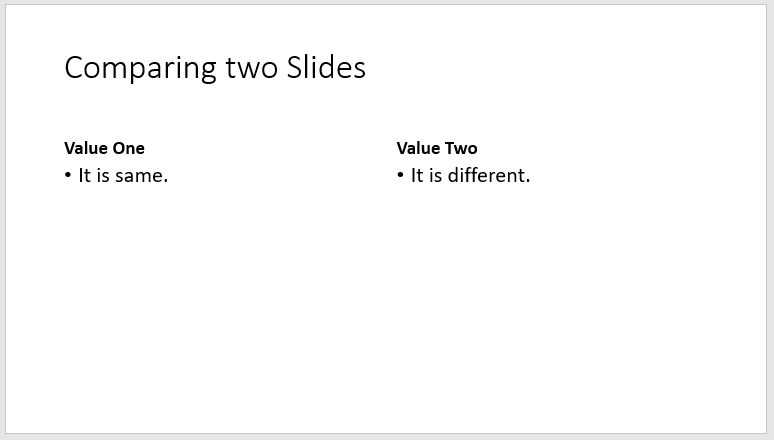 Comparing two Slides
Value One
• It is same.
Value Two
• It is different.